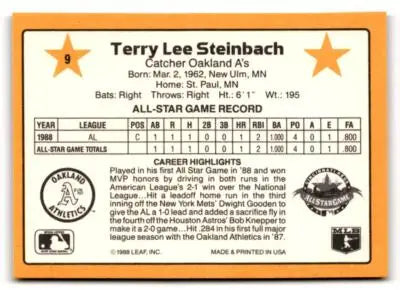 9
Terry Lee Steinbach
Catcher Oakland A's
Born: Mar. 2, 1962, New Ulm, MN
Home: St. Paul, MN
Bats: Right Throws: Right Ht.: 6' 1" Wt.: 195
ALL-STAR GAME RECORD
YEAR LEAGUE POS AB R H 2B 3B HR RBI BA PO A E FA
1988 AL C 1 1 1 0 0 1 2 1.000 4 0 1 .800
ALL-STAR GAME TOTALS 1 1 1 0 0 1 2 1.000 4 0 1 .800
CAREER HIGHLIGHTS
Played in his first All Star Game in '88 and won
MVP honors by driving in both runs in the
American League's 2-1 win over the National
League...Hit a leadoff home run in the third
inning off the New York Mets' Dwight Gooden to
give the AL a 1-0 lead and added a sacrifice fly in
the fourth off the Houston Astros' Bob Knepper to
make it a 2-0 game...Hit .284 in his first full major
league season with the Oakland Athletics in '87.
OAKLAND
A's
ATHLETICS
ALL STAR GAME
MLB
© 1988 LEAF, INC. MADE & PRINTED IN USA